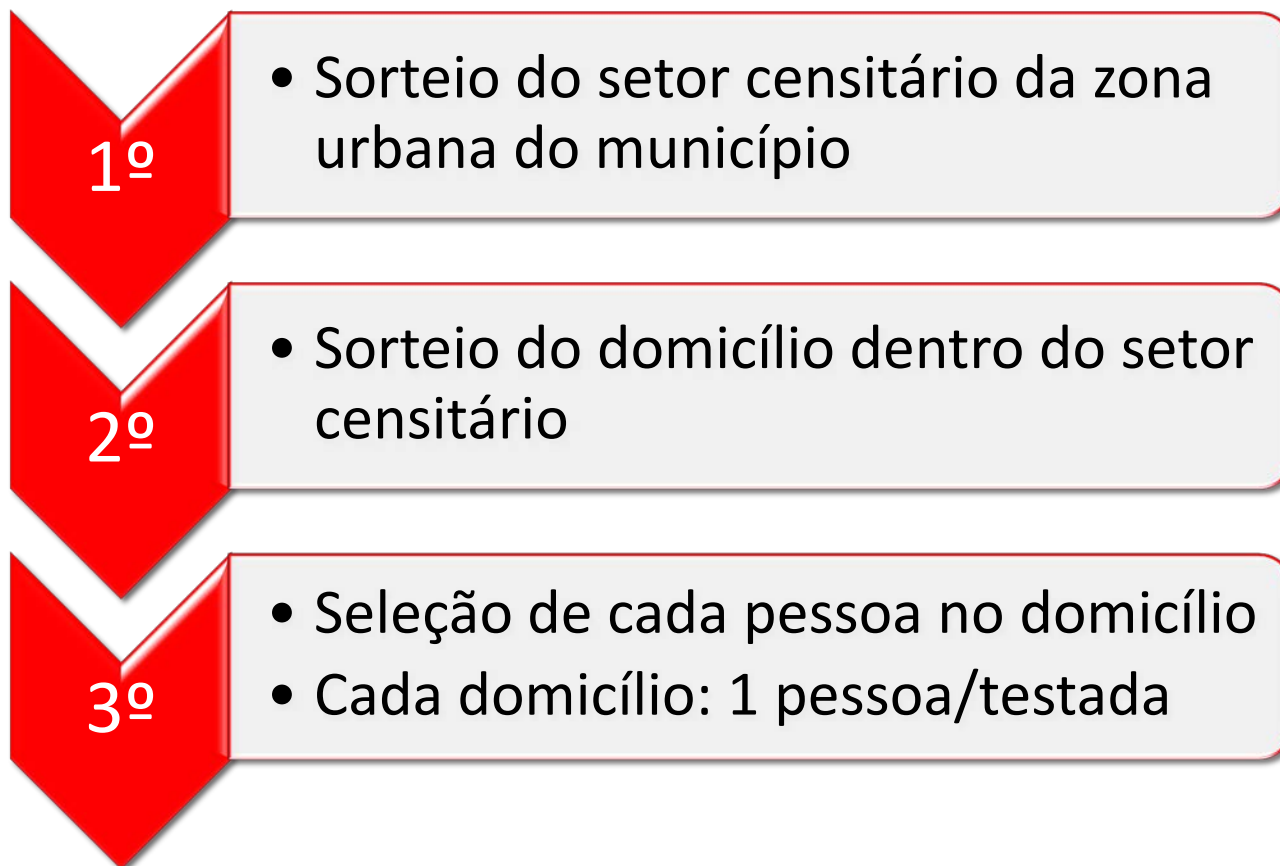 1º
• Sorteio do setor censitário da zona
urbana do município
2º
• Sorteio do domicílio dentro do setor
censitário
3º
• Seleção de cada pessoa no domicílio
• Cada domicílio: 1 pessoa/testada